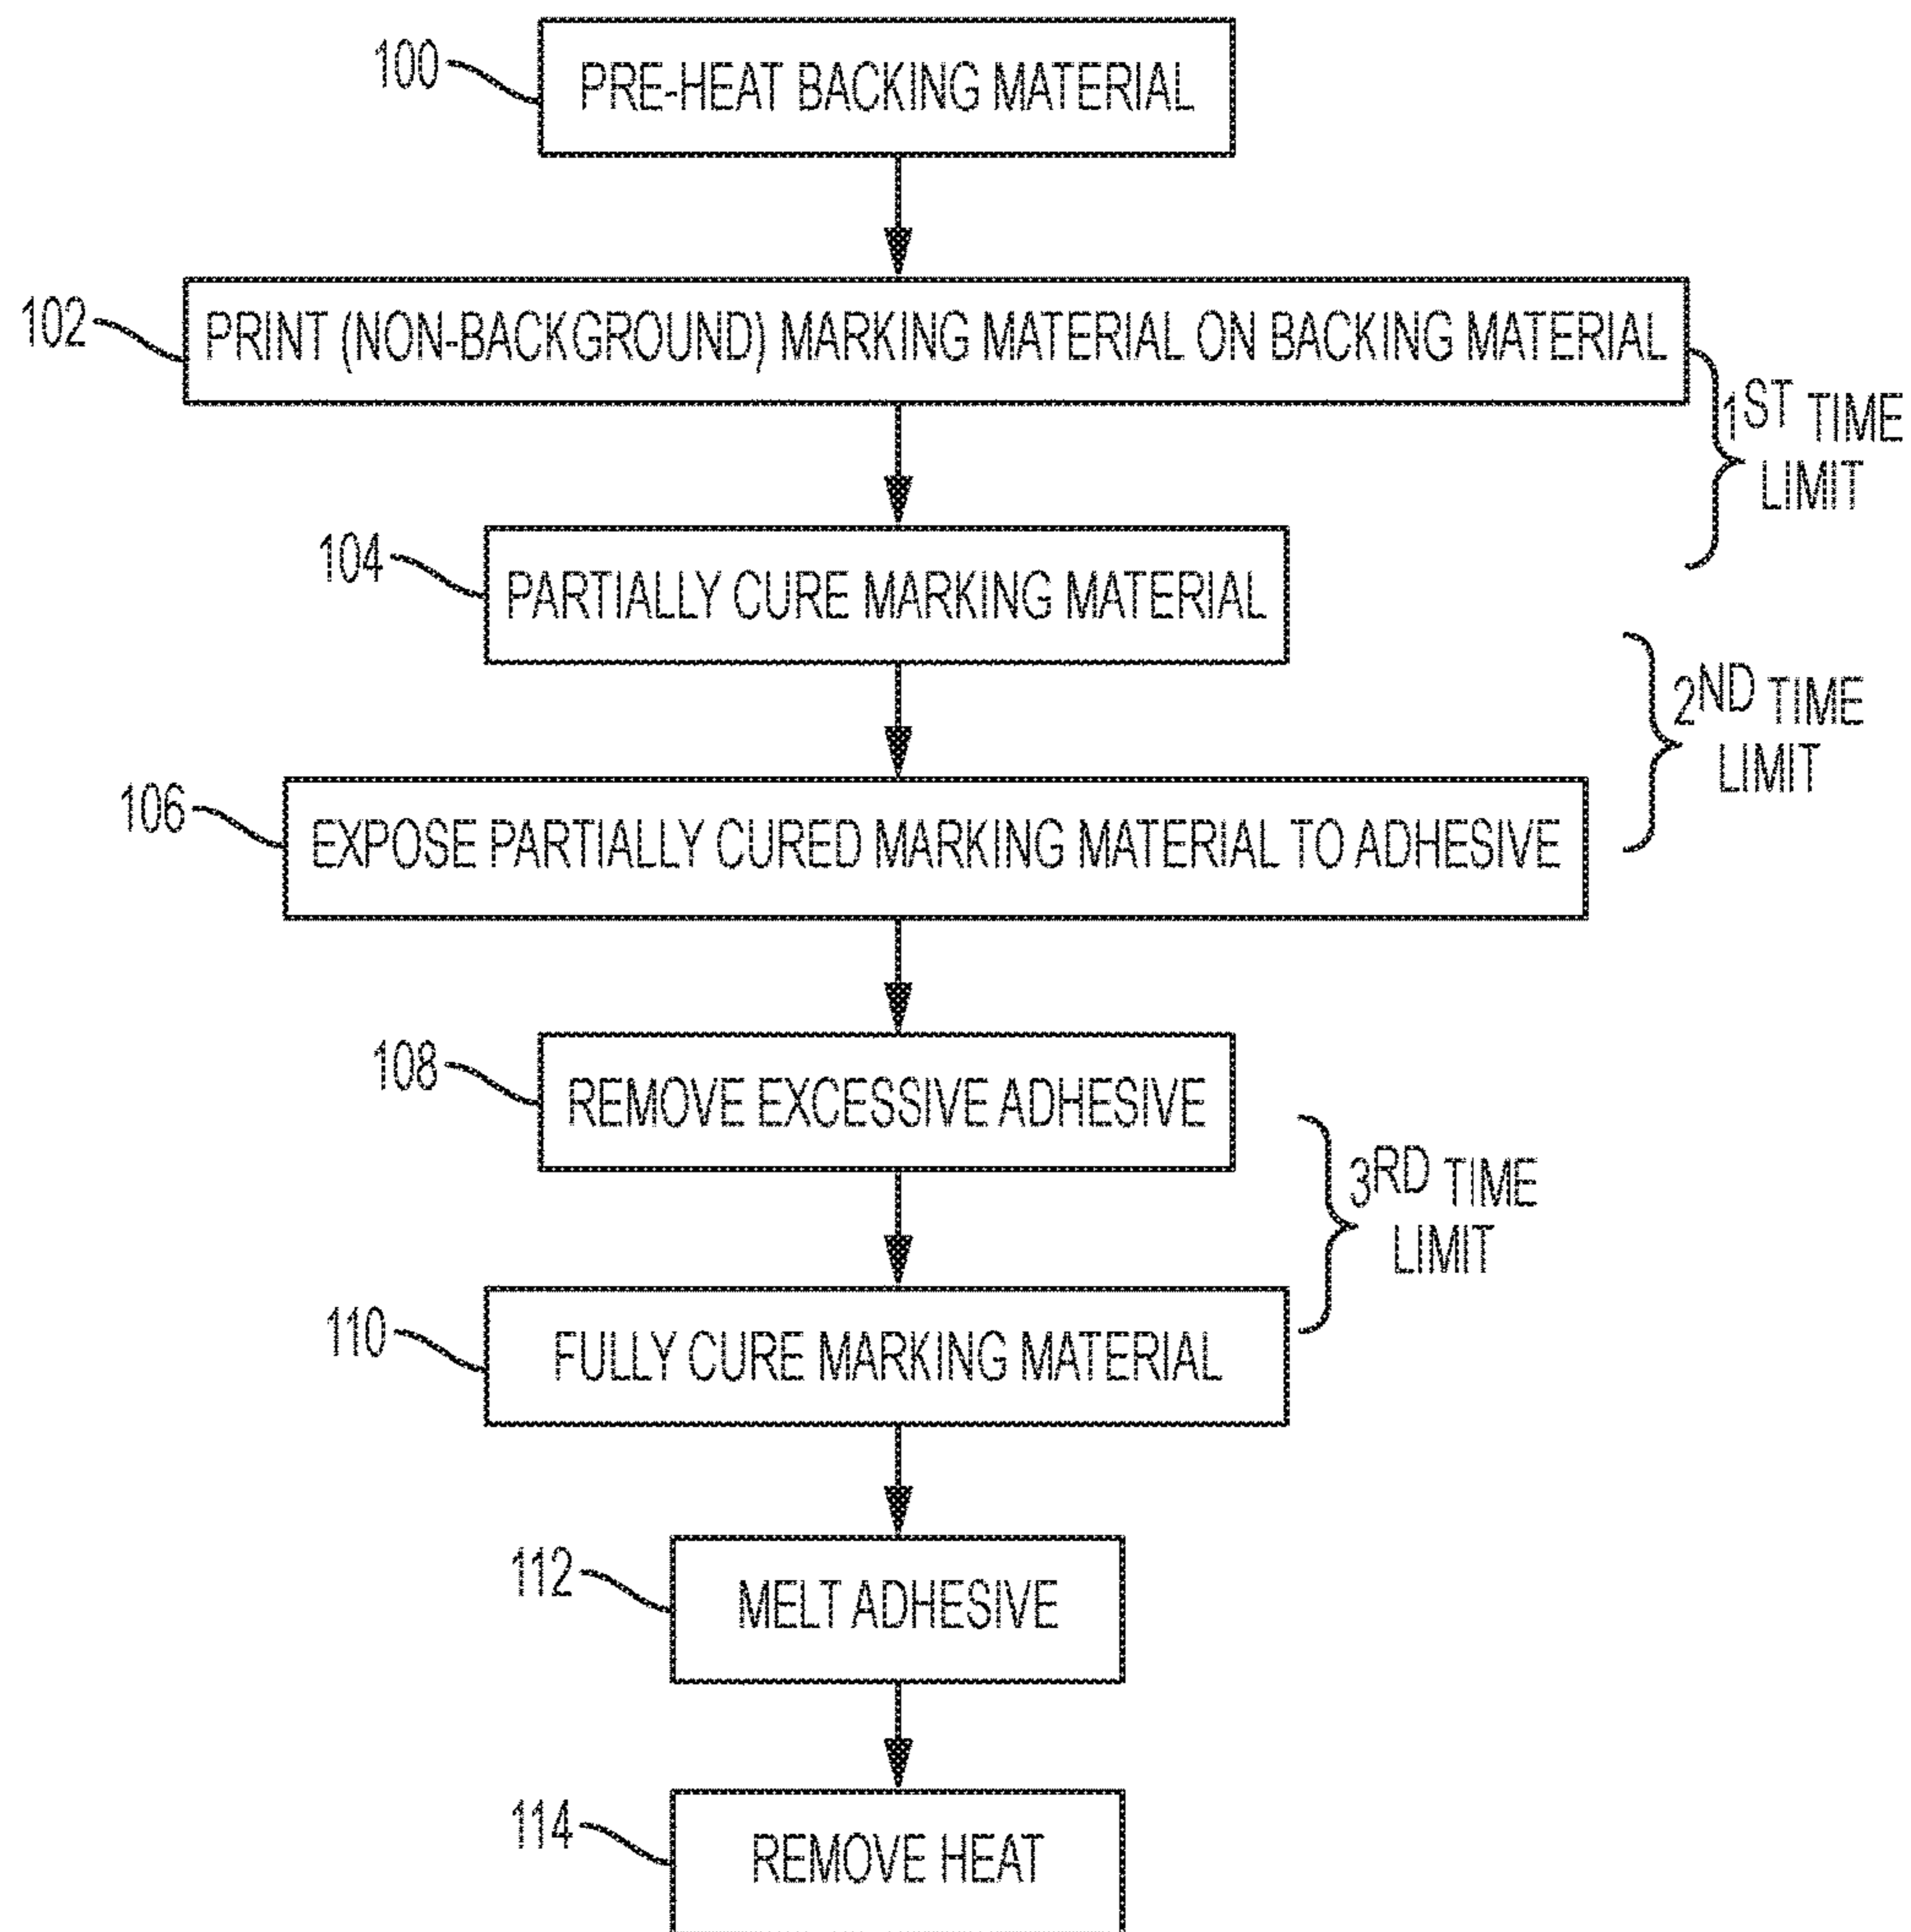 100
PRE-HEAT BACKING MATERIAL
102
PRINT (NON-BACKGROUND) MARKING MATERIAL ON BACKING MATERIAL
1ST TIME
LIMIT
104
PARTIALLY CURE MARKING MATERIAL
2ND TIME
LIMIT
106
EXPOSE PARTIALLY CURED MARKING MATERIAL TO ADHESIVE
108
REMOVE EXCESSIVE ADHESIVE
3RD TIME
LIMIT
110
FULLY CURE MARKING MATERIAL
112
MELT ADHESIVE
114
REMOVE HEAT